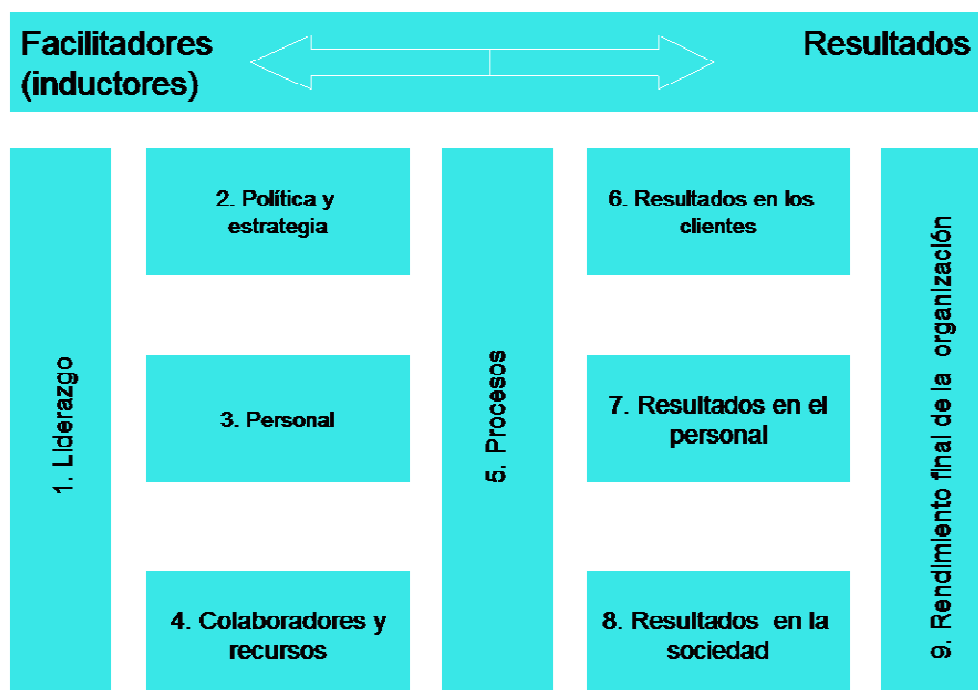 Facilitadores
(inductores)
Resultados
1. Liderazgo
2. Política y
estrategia
3. Personal
4. Colaboradores y
recursos
5. Procesos
6. Resultados en los
clientes
7. Resultados en el
personal
8. Resultados en la
sociedad
9. Rendimiento final de la organización